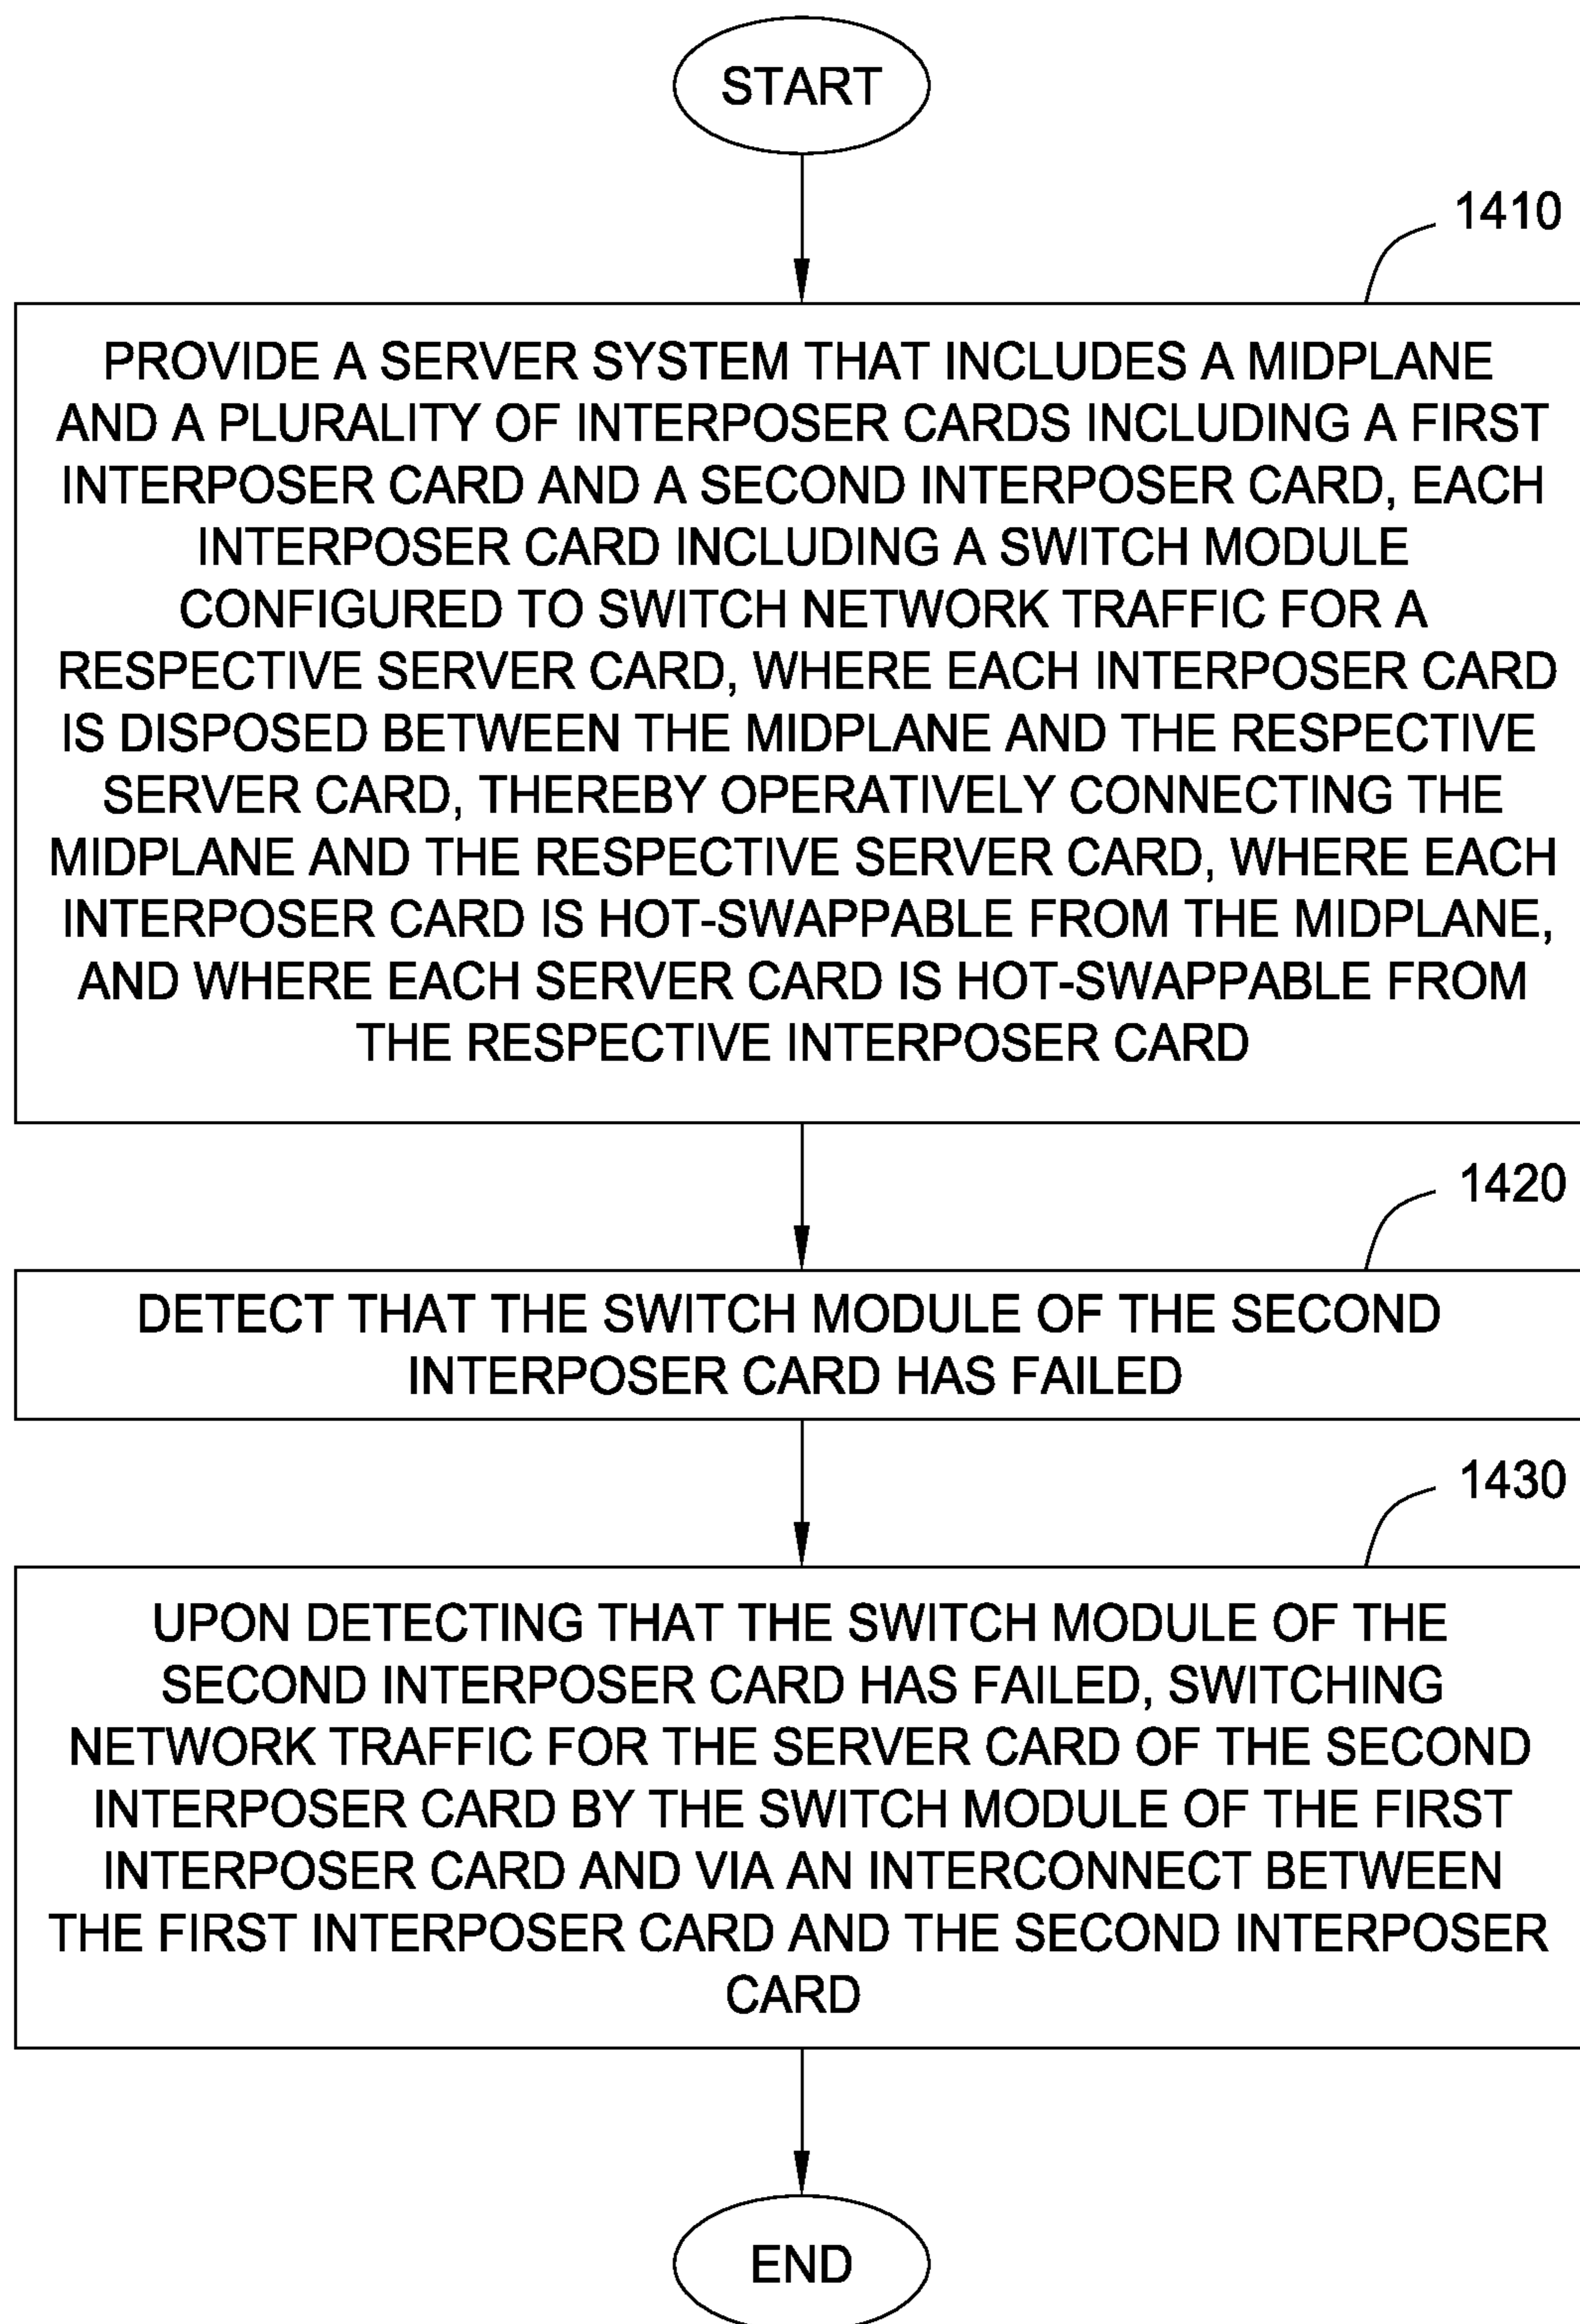 START
1410
PROVIDE A SERVER SYSTEM THAT INCLUDES A MIDPLANE
AND A PLURALITY OF INTERPOSER CARDS INCLUDING A FIRST
INTERPOSER CARD AND A SECOND INTERPOSER CARD, EACH
INTERPOSER CARD INCLUDING A SWITCH MODULE
CONFIGURED TO SWITCH NETWORK TRAFFIC FOR A
RESPECTIVE SERVER CARD, WHERE EACH INTERPOSER CARD
IS DISPOSED BETWEEN THE MIDPLANE AND THE RESPECTIVE
SERVER CARD, THEREBY OPERATIVELY CONNECTING THE
MIDPLANE AND THE RESPECTIVE SERVER CARD, WHERE EACH
INTERPOSER CARD IS HOT-SWAPPABLE FROM THE MIDPLANE,
AND WHERE EACH SERVER CARD IS HOT-SWAPPABLE FROM
THE RESPECTIVE INTERPOSER CARD
1420
DETECT THAT THE SWITCH MODULE OF THE SECOND
INTERPOSER CARD HAS FAILED
1430
UPON DETECTING THAT THE SWITCH MODULE OF THE
SECOND INTERPOSER CARD HAS FAILED, SWITCHING
NETWORK TRAFFIC FOR THE SERVER CARD OF THE SECOND
INTERPOSER CARD BY THE SWITCH MODULE OF THE FIRST
INTERPOSER CARD AND VIA AN INTERCONNECT BETWEEN
THE FIRST INTERPOSER CARD AND THE SECOND INTERPOSER
CARD
END